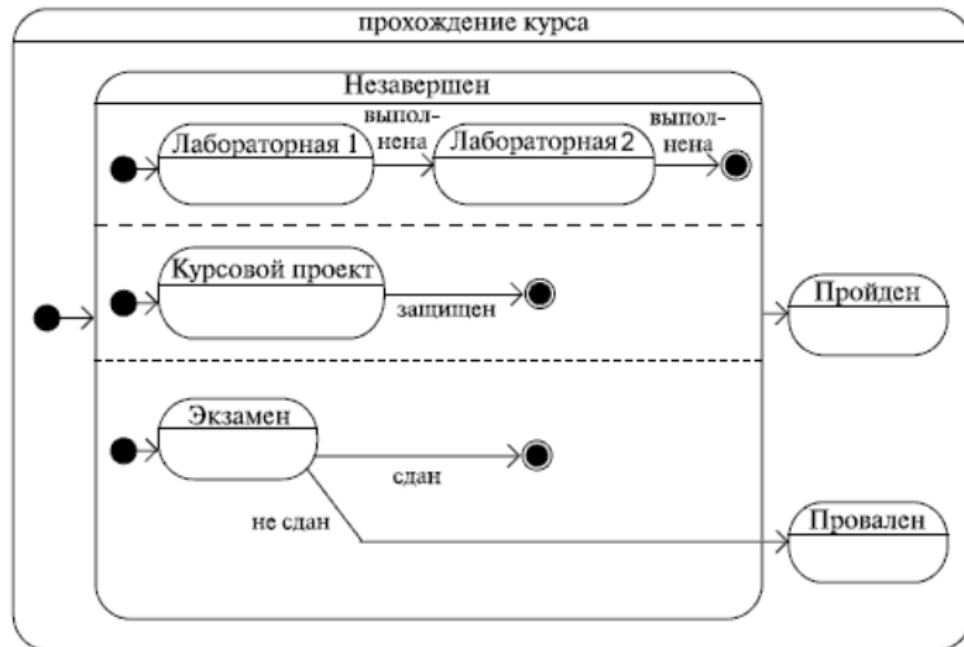 прохождение курса
Незавершен
Лабораторная 1
выпол-
нена
Лабораторная 2
выпол-
нена
Курсовой проект
защищен
Пройден
Экзамен
сдан
не сдан
Провален